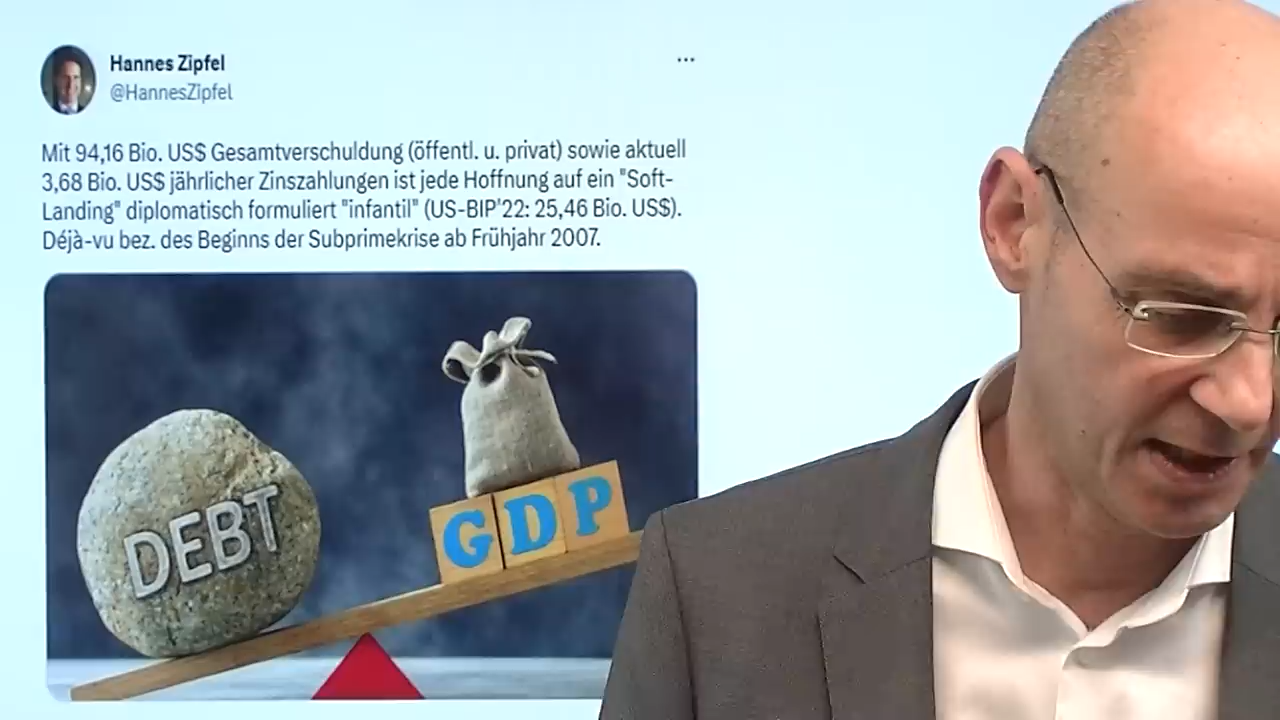 Hannes Zipfel
@HannesZipfel
Mit 94,16 Bio. US$ Gesamtverschuldung (öffentl. u. privat) sowie aktuell
3,68 Bio. US$ jährlicher Zinszahlungen ist jede Hoffnung auf ein "Soft-
Landing" diplomatisch formuliert "infantil" (US-BIP'22: 25,46 Bio. US$).
Déjà-vu bez. des Beginns der Subprimekrise ab Frühjahr 2007.
DEBT
GDP